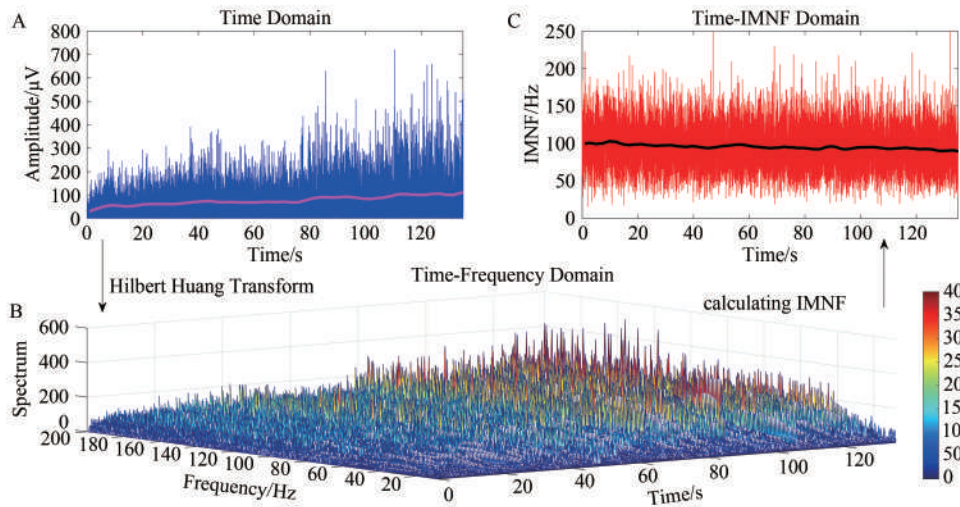 A
Time Domain
800
700
600
500
400
300
200
100
0
Amplitude/μV
0 20 40 60 80 100 120
Time/s
C
Time-IMNF Domain
250
200
150
100
50
0
IMNF/Hz
0 20 40 60 80 100 120
Time/s
Hilbert Huang Transform
Time-Frequency Domain
calculating IMNF
B
600
400
200
0
Spectrum
200 180 160 140 120 100 80 60 40 20
Frequency/Hz
0 20 40 60 80 100 120
Time/s
40
35
30
25
20
15
10
5
0